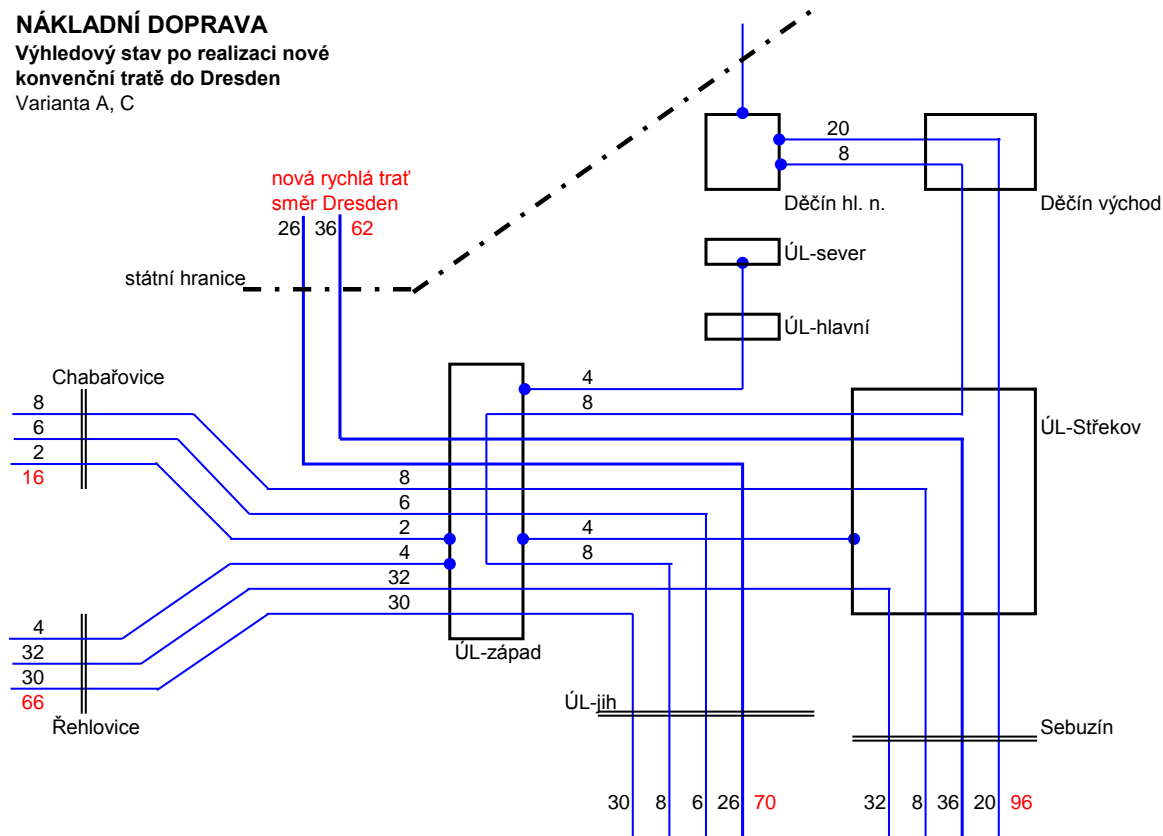 NÁKLADNÍ DOPRAVA
Výhledový stav po realizaci nové
konvenční tratě do Dresden
Varianta A, C
20
8
nová rychlá trať
směr Dresden
26 36 62
Děčín hl. n.
Děčín východ
ÚL-sever
státní hranice
ÚL-hlavní
Chabařovice
4
8
8
6
2
16
ÚL-Střekov
8
6
2
4
32
30
4
8
4
32
30
66
Řehlovice
ÚL-západ
ÚL-jih
Sebuzín
30 8 6 26 70
32 8 36 20 96